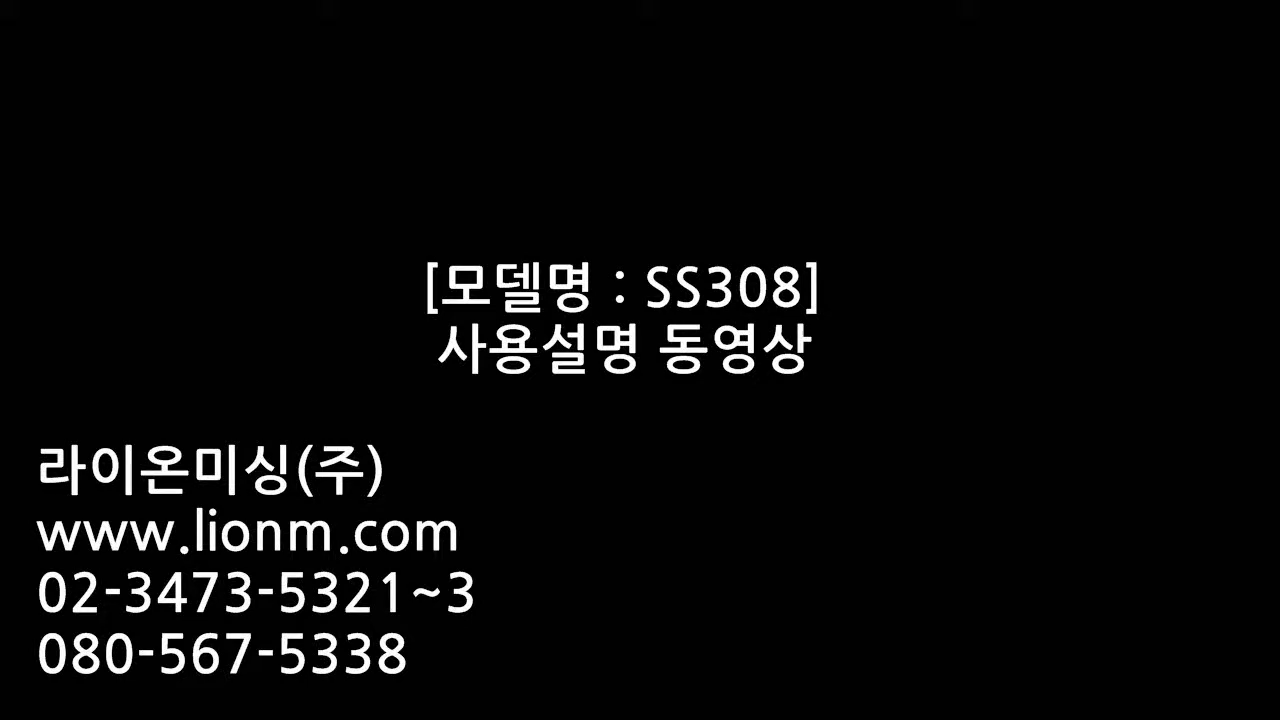 [모델명 : SS308]
사용설명 동영상
라이온미싱(주)
www.lionm.com
02-3473-5321~3
080-567-5338